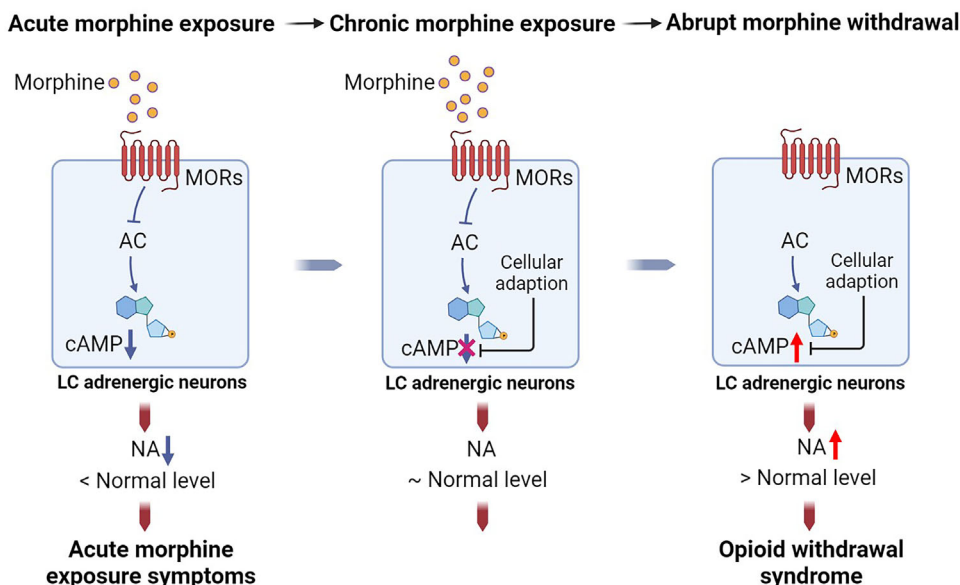 Acute morphine exposure
Chronic morphine exposure
Abrupt morphine withdrawal
Morphine
MORs
AC
cAMP
LC adrenergic neurons
NA
< Normal level
Acute morphine
exposure symptoms
Morphine
MORs
AC
Cellular
adaption
cAMP
LC adrenergic neurons
NA
~ Normal level
MORs
AC
Cellular
adaption
cAMP
LC adrenergic neurons
NA
> Normal level
Opioid withdrawal
syndrome